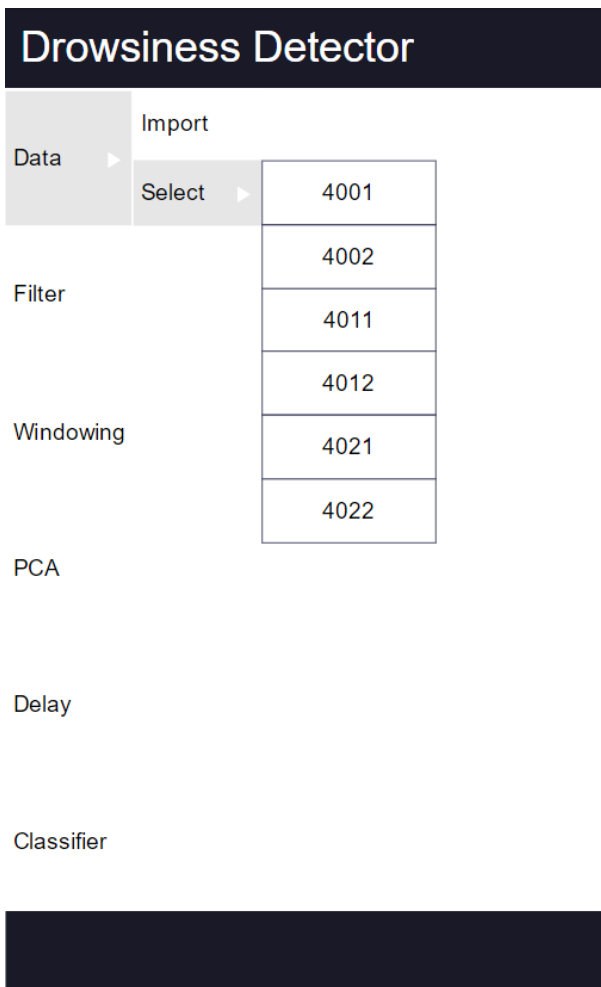 Drowsiness Detector
Data
Import
Select
4001
4002
4011
4012
4021
4022
Filter
Windowing
PCA
Delay
Classifier